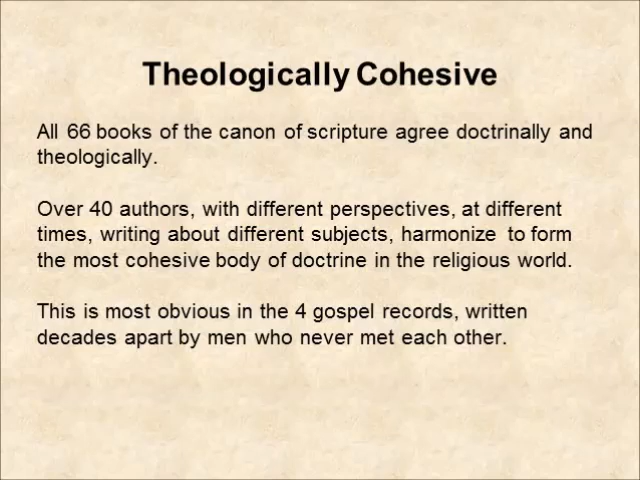 Theologically Cohesive
All 66 books of the canon of scripture agree doctrinally and
theologically.
Over 40 authors, with different perspectives, at different
times, writing about different subjects, harmonize to form
the most cohesive body of doctrine in the religious world.
This is most obvious in the 4 gospel records, written
decades apart by men who never met each other.